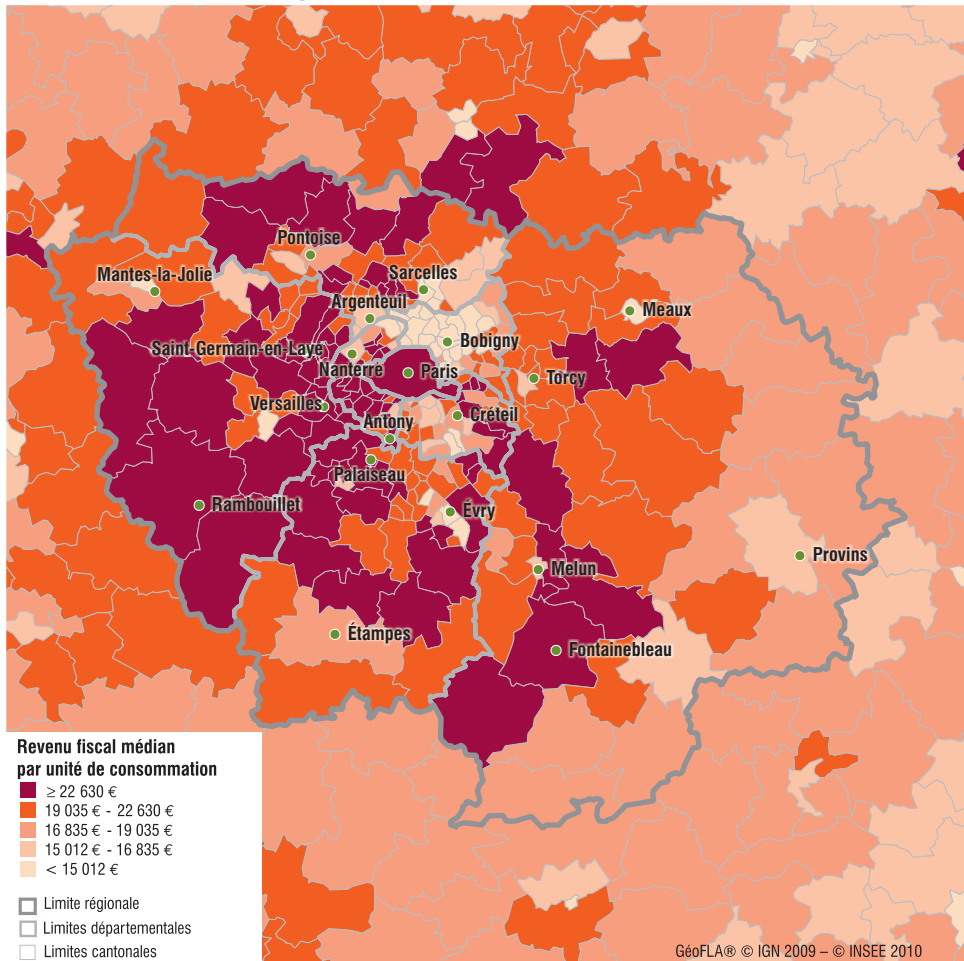 Pontoise
Mantes-la-Jolie
Sarcelles
Argenteuil
Meaux
Bobigny
Saint-Germain-en-Laye
Nanterre
Paris
Torcy
Versailles
Créteil
Antony
Palaiseau
Rambouillet
Évry
Provins
Melun
Étampes
Fontainebleau
Revenu fiscal médian
par unité de consommation
≥ 22 630 €
19 035 € - 22 630 €
16 835 € - 19 035 €
15 012 € - 16 835 €
< 15 012 €
Limite régionale
Limites départementales
Limites cantonales
GéoFLA® © IGN 2009 – © INSEE 2010